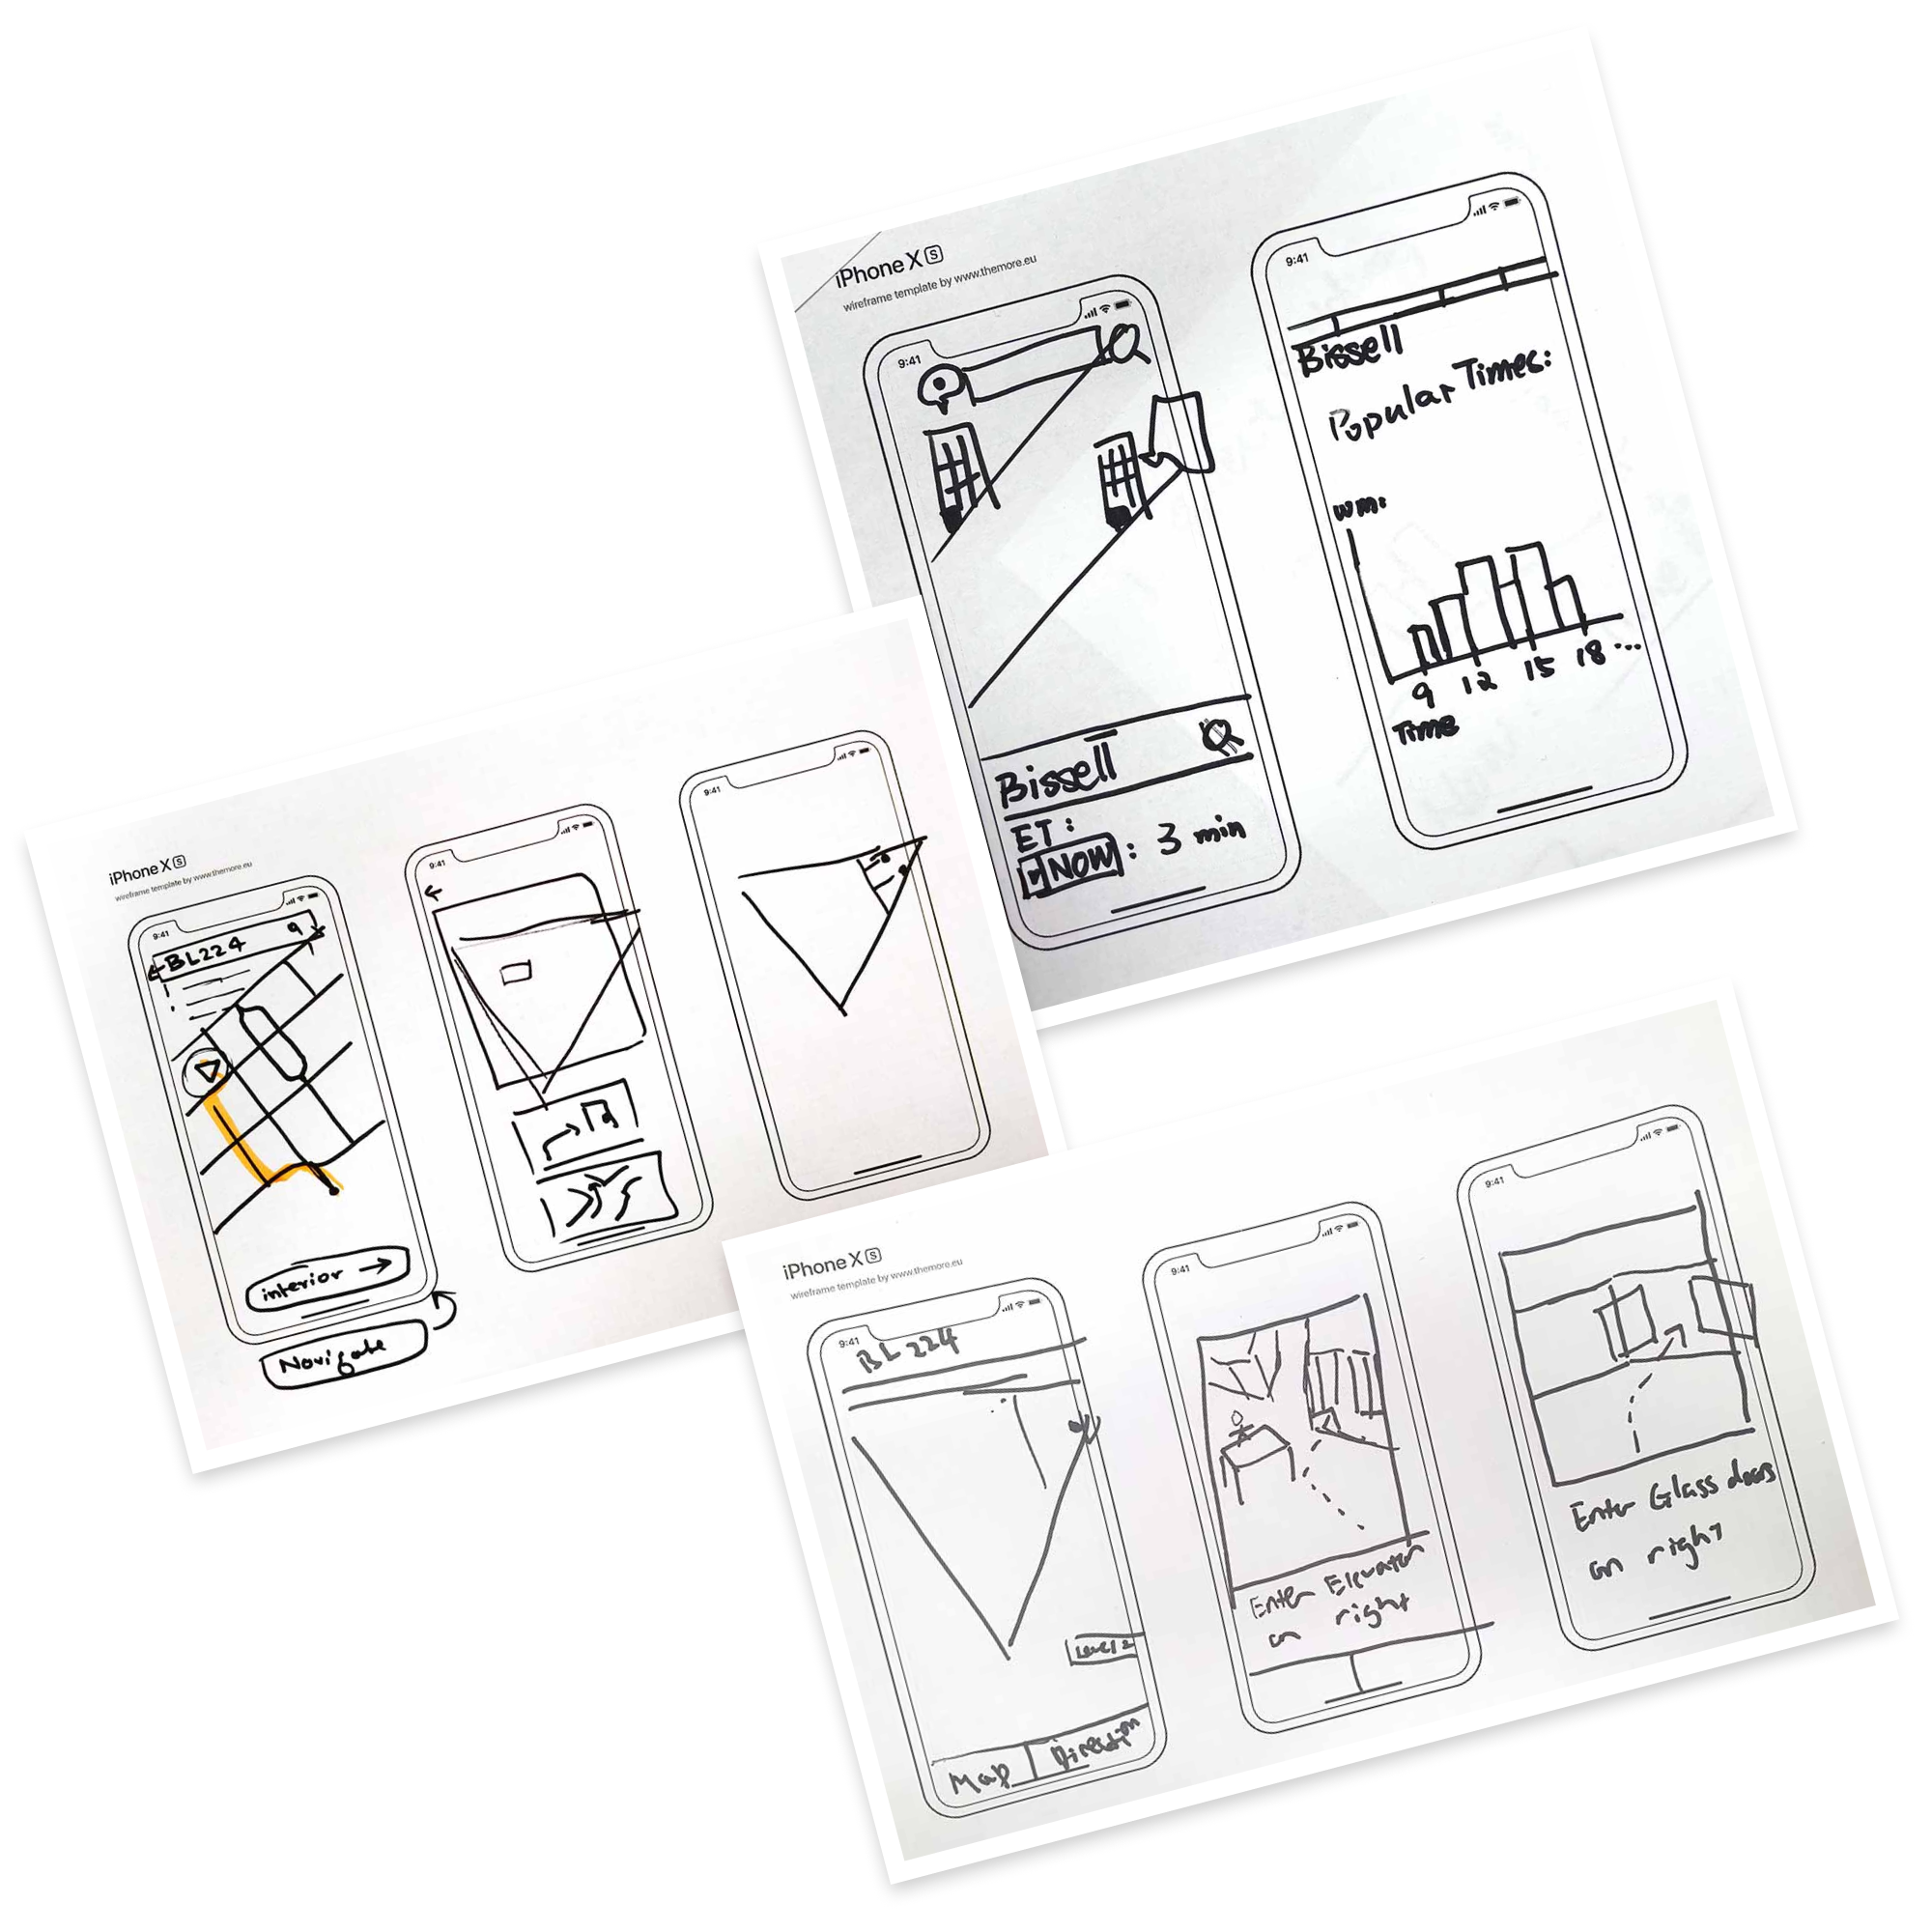 iPhone X S
wireframe template by www.themore.eu
9:41
Bissell
ET:
NOW: 3 min
9:41
Bissell
Popular Times:
wm:
9 12 15 18...
Time
iPhone X S
wireframe template by www.themore.eu
9:41
BL224
interior
Navigate
9:41
9:41
iPhone X S
wireframe template by www.themore.eu
9:41
BL 224
Level 2
Map
Direction
9:41
Enter Elevator
on right
9:41
Enter Glass doors
on right